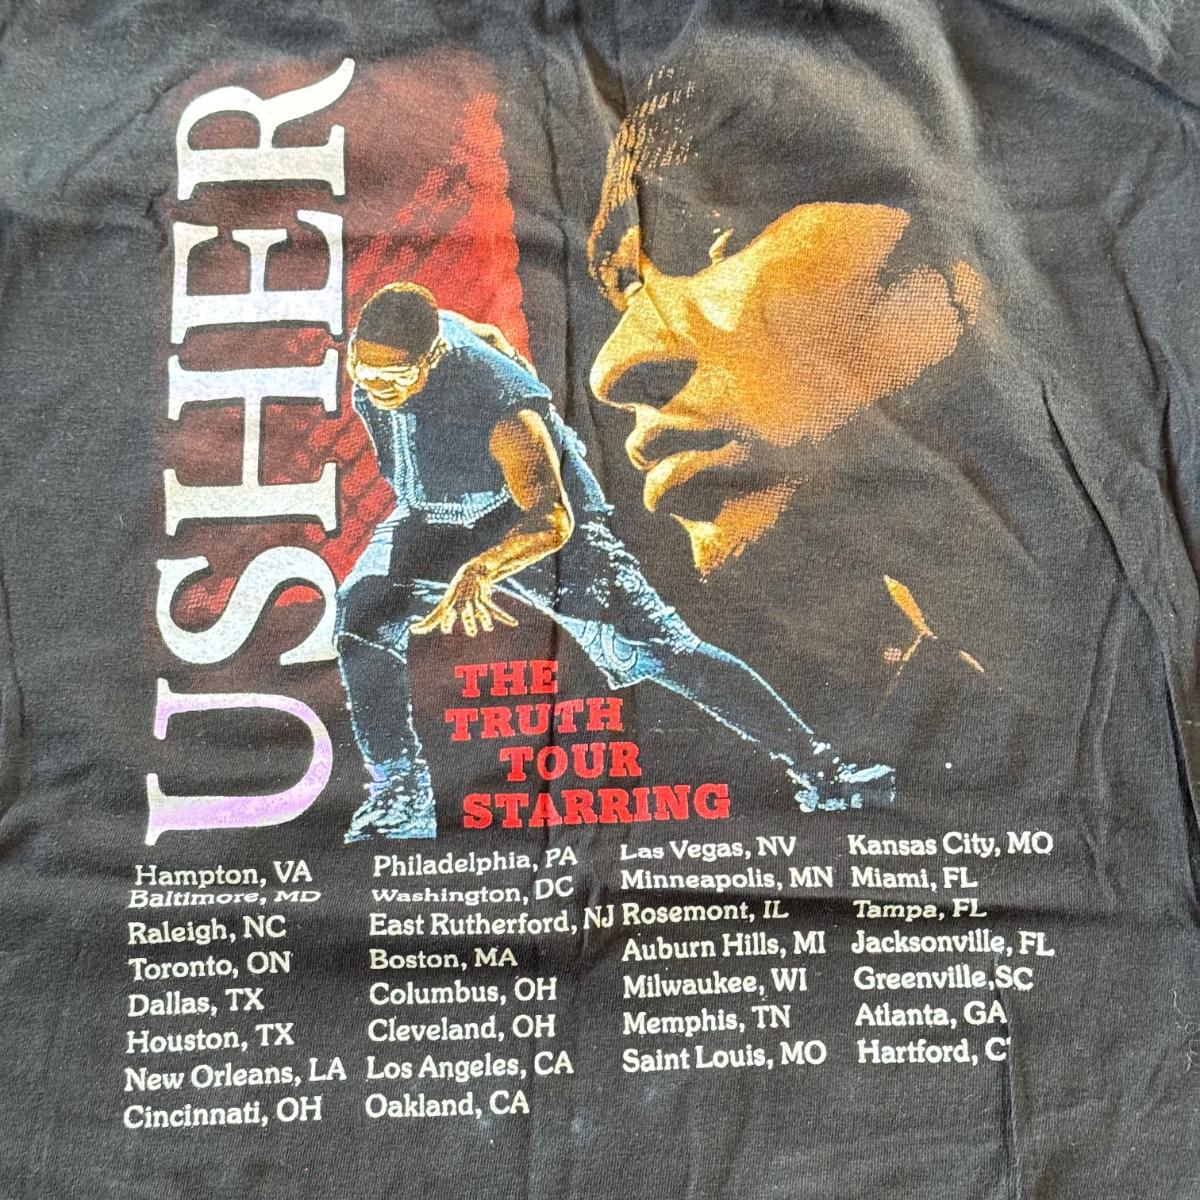 USHER
THE
TRUTH
TOUR
STARRING
Hampton, VA
Baltimore, MD
Raleigh, NC
Toronto, ON
Dallas, TX
Houston, TX
New Orleans, LA
Cincinnati, OH
Philadelphia, PA
Washington, DC
East Rutherford, NJ
Boston, MA
Columbus, OH
Cleveland, OH
Los Angeles, CA
Oakland, CA
Las Vegas, NV
Minneapolis, MN
Rosemont, IL
Auburn Hills, MI
Milwaukee, WI
Memphis, TN
Saint Louis, MO
Kansas City, MO
Miami, FL
Tampa, FL
Jacksonville, FL
Greenville,SC
Atlanta, GA
Hartford,